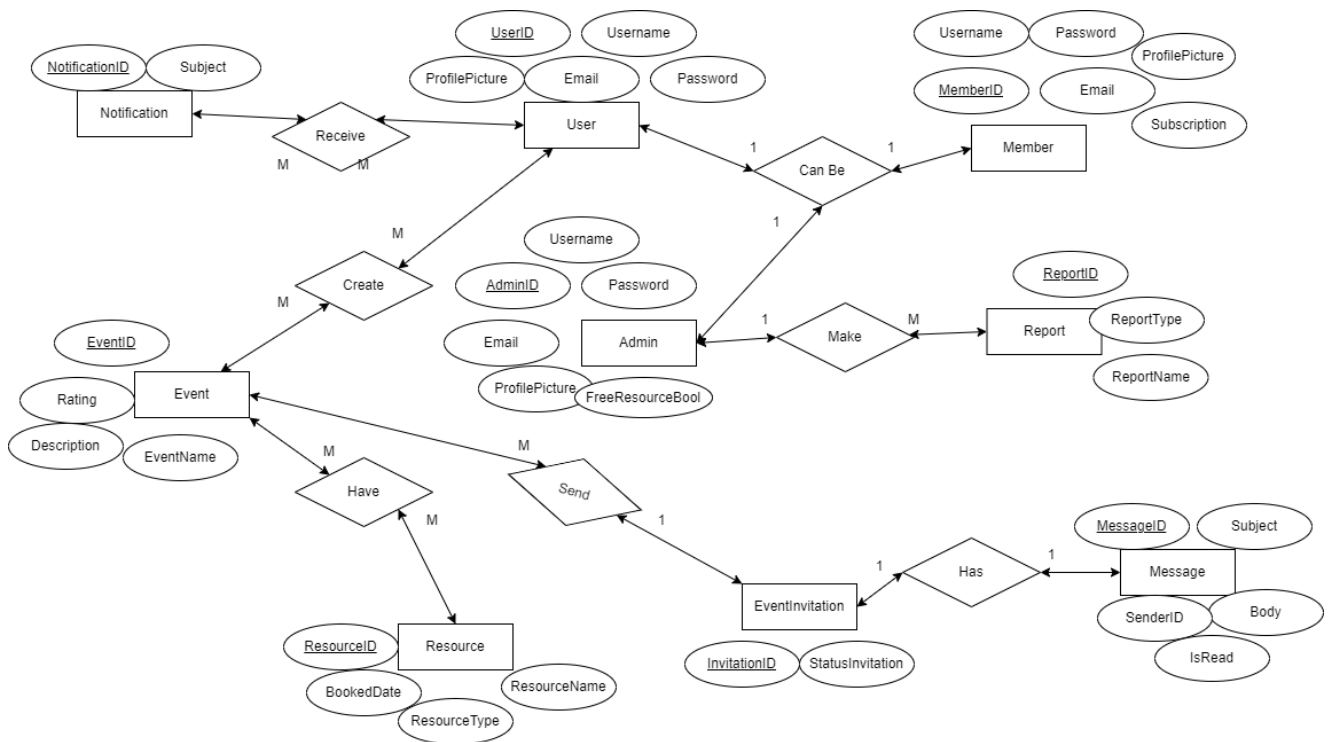 UserID
Username
Username
Password
NotificationID
Subject
ProfilePicture
Email
Password
ProfilePicture
MemberID
Email
Notification
User
Subscription
Receive
Member
M
M
1
1
Can Be
1
M
Username
Create
AdminID
Password
ReportID
M
ReportType
EventID
Email
Admin
1
Make
M
Report
ProfilePicture
FreeResourceBool
ReportName
Event
Rating
Description
EventName
M
M
Have
Send
M
1
MessageID
Subject
1
Has
1
Message
EventInvitation
SenderID
Body
ResourceID
Resource
InvitationID
StatusInvitation
IsRead
BookedDate
ResourceName
ResourceType